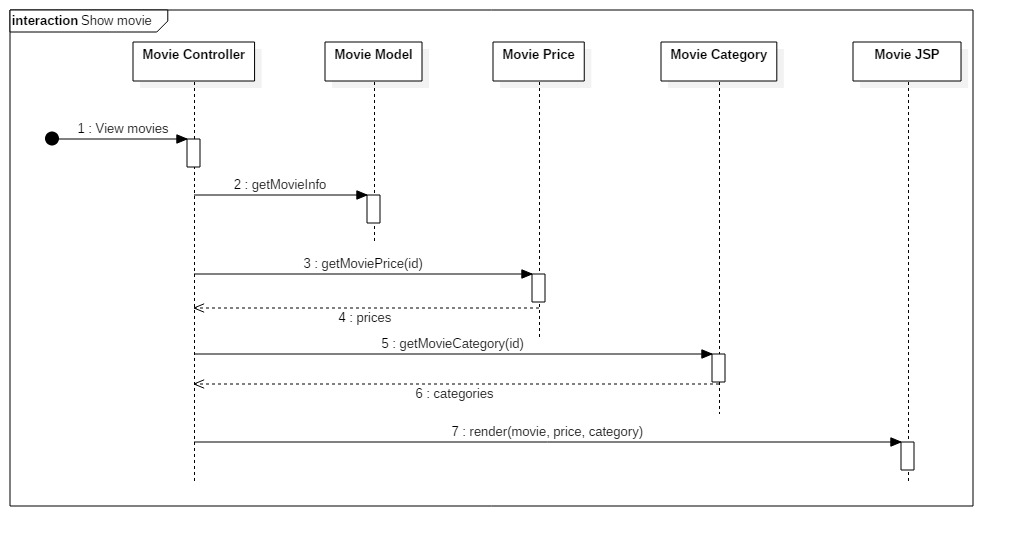 interaction Show movie
Movie Controller
Movie Model
Movie Price
Movie Category
Movie JSP
1 : View movies
2 : getMovieInfo
3 : getMoviePrice(id)
4 : prices
5 : getMovieCategory(id)
6 : categories
7 : render(movie, price, category)